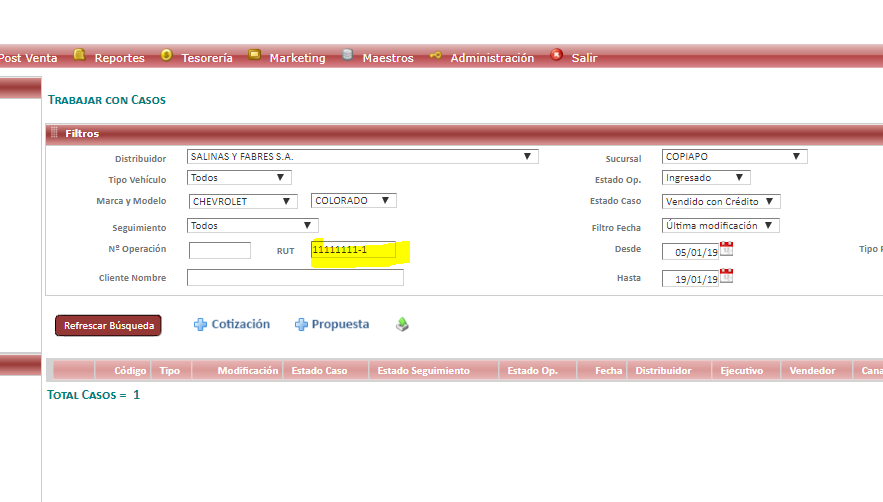 Post Venta Reportes Tesorería Marketing Maestros Administración Salir
TRABAJAR CON CASOS
Filtros
Distribuidor SALINAS Y FABRES S.A. Sucursal COPIAPO
Tipo Vehículo Todos Estado Op. Ingresado
Marca y Modelo CHEVROLET COLORADO Estado Caso Vendido con Crédito
Seguimiento Todos Filtro Fecha Última modificación
Nº Operación RUT 11111111-1 Desde 05/01/19 Tipo
Cliente Nombre Hasta 19/01/19
Refrescar Búsqueda Cotización Propuesta
Código Tipo Modificación Estado Caso Estado Seguimiento Estado Op. Fecha Distribuidor Ejecutivo Vendedor Cana
TOTAL CASOS = 1